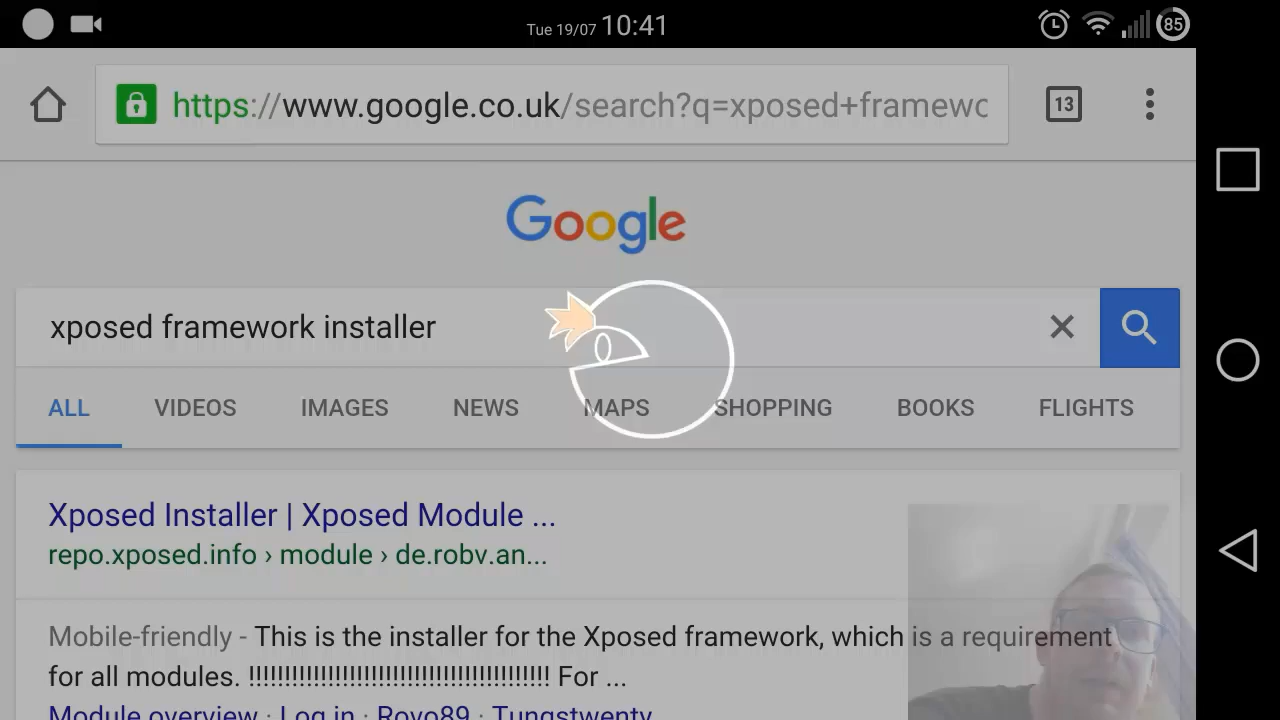 Tue 19/07 10:41
85
https://www.google.co.uk/search?q=xposed+framewo
13
Google
xposed framework installer
ALL VIDEOS IMAGES NEWS MAPS SHOPPING BOOKS FLIGHTS
Xposed Installer | Xposed Module ...
repo.xposed.info › module › de.robv.an...
Mobile-friendly - This is the installer for the Xposed framework, which is a requirement
for all modules. !!!!!!!!!!!!!!!!!!!!!!!!!!!!!!!!!!!!!!!!!! For ...
Module overview · Log in · Rovo89 · Tungstwenty